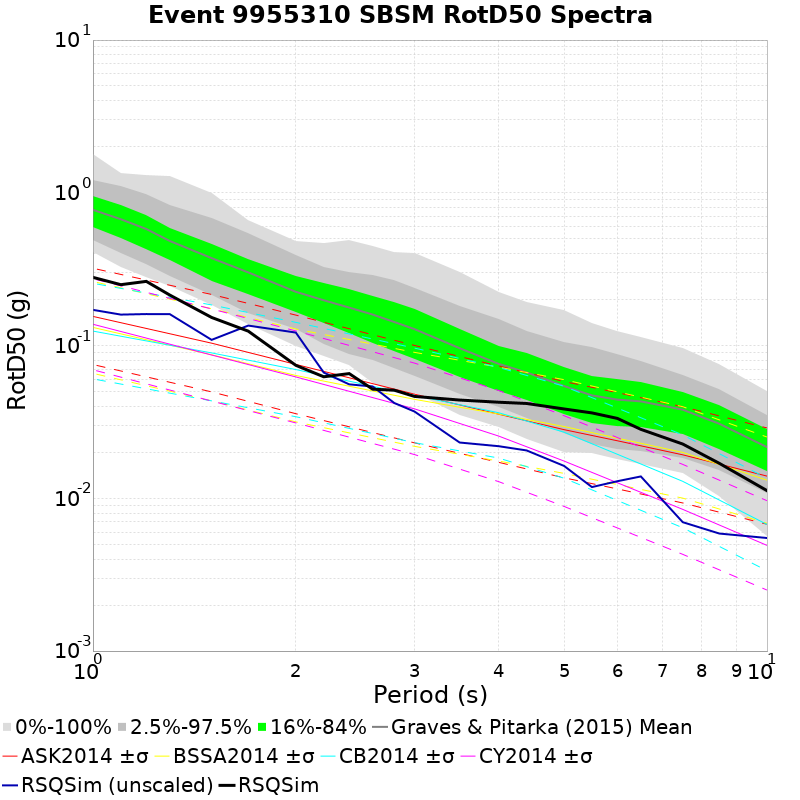 Event 9955310 SBSM RotD50 Spectra
10^1
10^0
10^-1
10^-2
10^-3
RotD50 (g)
10^0 2 3 4 5 6 7 8 9 10^1
Period (s)
0%-100% 2.5%-97.5% 16%-84% Graves & Pitarka (2015) Mean
ASK2014 ±σ BSSA2014 ±σ CB2014 ±σ CY2014 ±σ
RSQSim (unscaled) RSQSim